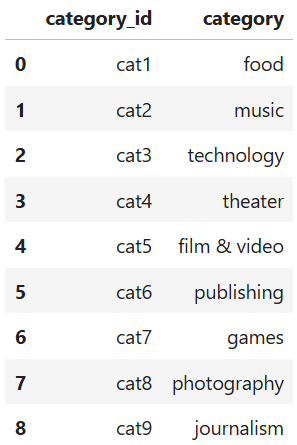 category_id category
0 cat1 food
1 cat2 music
2 cat3 technology
3 cat4 theater
4 cat5 film & video
5 cat6 publishing
6 cat7 games
7 cat8 photography
8 cat9 journalism